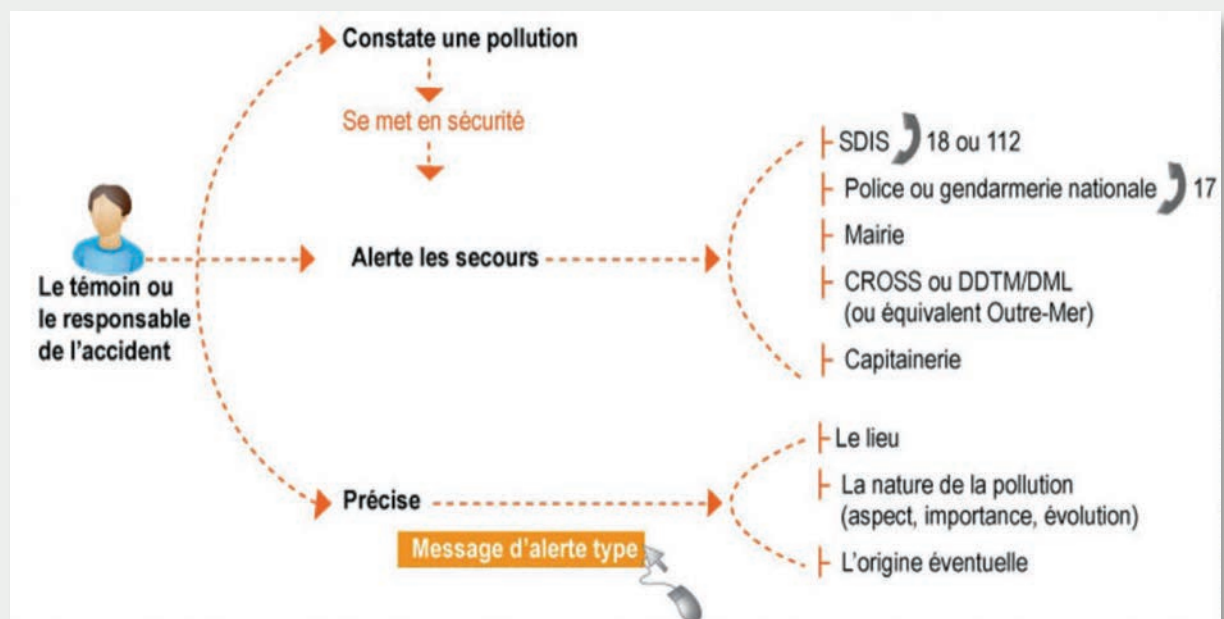 Constate une pollution
Se met en sécurité
Le témoin ou
le responsable
de l'accident
Alerte les secours
SDIS 18 ou 112
Police ou gendarmerie nationale 17
Mairie
CROSS ou DDTM/DML
(ou équivalent Outre-Mer)
Capitainerie
Précise
Message d'alerte type
Le lieu
La nature de la pollution
(aspect, importance, évolution)
L'origine éventuelle